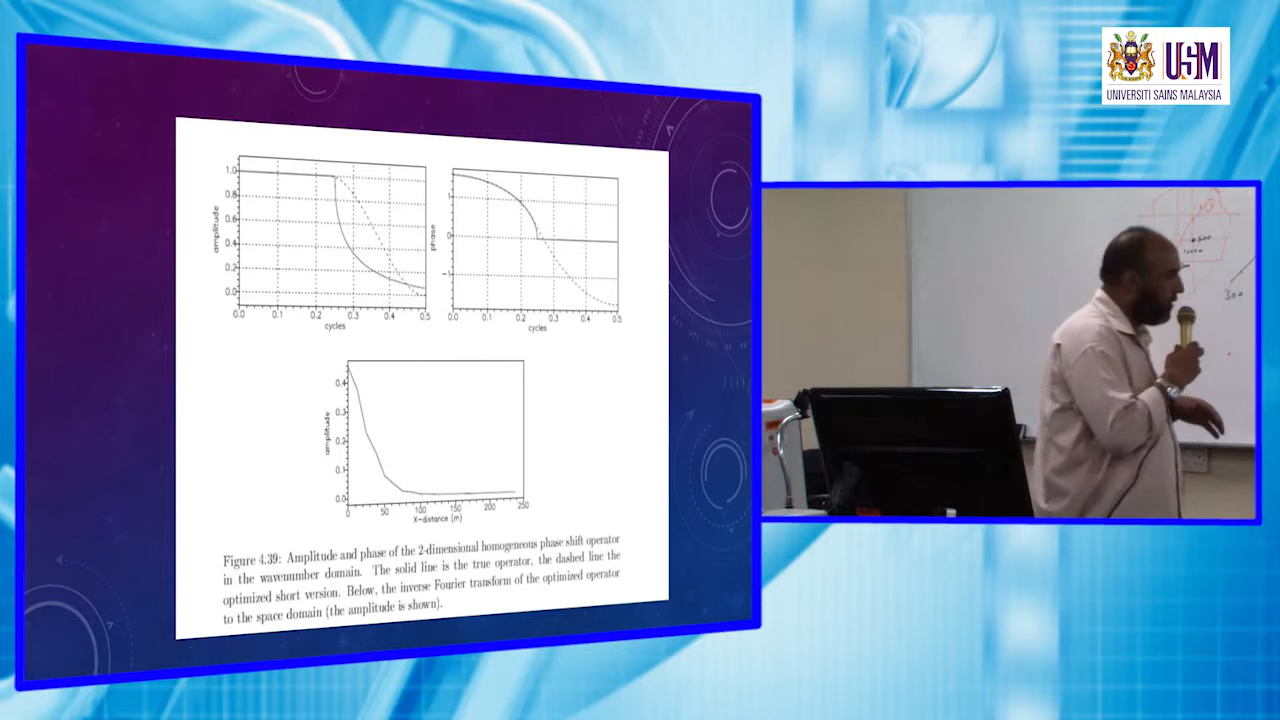 USM
UNIVERSITI SAINS MALAYSIA
1.0
0.8
0.6
0.4
0.2
0.0
amplitude
0.0 0.1 0.2 0.3 0.4 0.5
cycles
1
0
phase
0.0 0.1 0.2 0.3 0.4 0.5
cycles
0.4
0.3
0.2
0.1
0.0
amplitude
0 50 100 150 200 250
X-distance (m)
Figure 4.39: Amplitude and phase of the 2-dimensional homogeneous phase shift operator
in the wavenumber domain. The solid line is the true operator, the dashed line the
optimized short version. Below, the inverse Fourier transform of the optimized operator
to the space domain (the amplitude is shown).
300